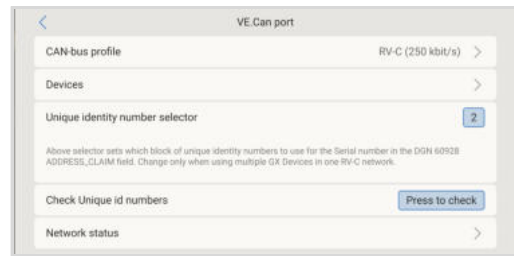 VE.Can port
CAN-bus profile RV-C (250 kbit/s)
Devices
Unique identity number selector 2
Above selector sets which block of unique identity numbers to use for the Serial number in the DGN 60928
ADDRESS_CLAIM field. Change only when using multiple GX Devices in one RV-C network.
Check Unique id numbers Press to check
Network status